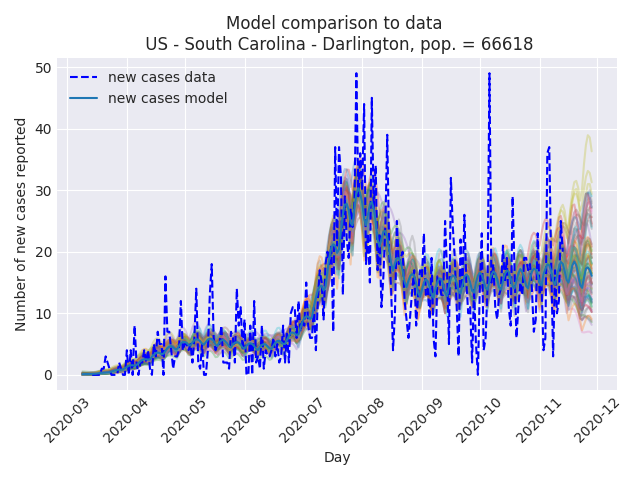 Model comparison to data
US - South Carolina - Darlington, pop. = 66618
new cases data
new cases model
Number of new cases reported
50
40
30
20
10
0
2020-03
2020-04
2020-05
2020-06
2020-07
2020-08
2020-09
2020-10
2020-11
2020-12
Day